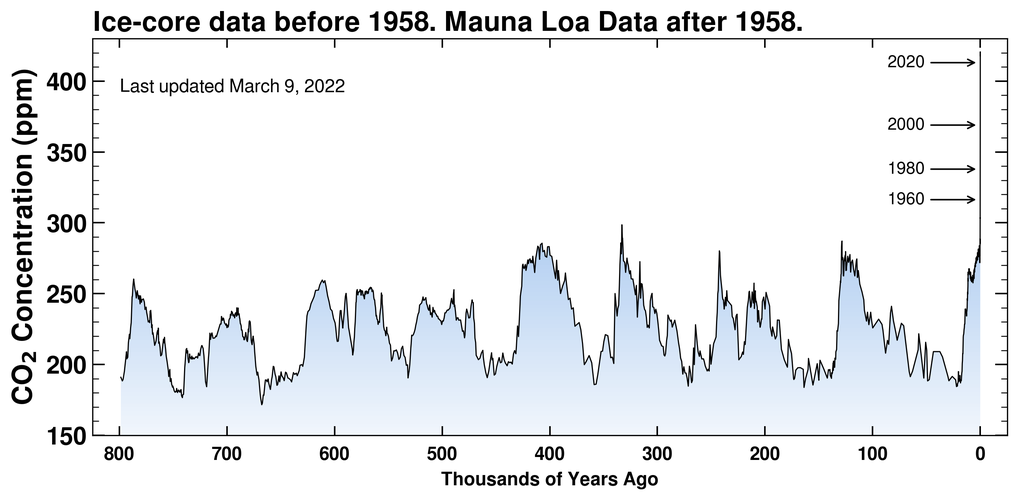 Ice-core data before 1958. Mauna Loa Data after 1958.
Last updated March 9, 2022
CO₂ Concentration (ppm)
400
350
300
250
200
150
2020
2000
1980
1960
800 700 600 500 400 300 200 100 0
Thousands of Years Ago